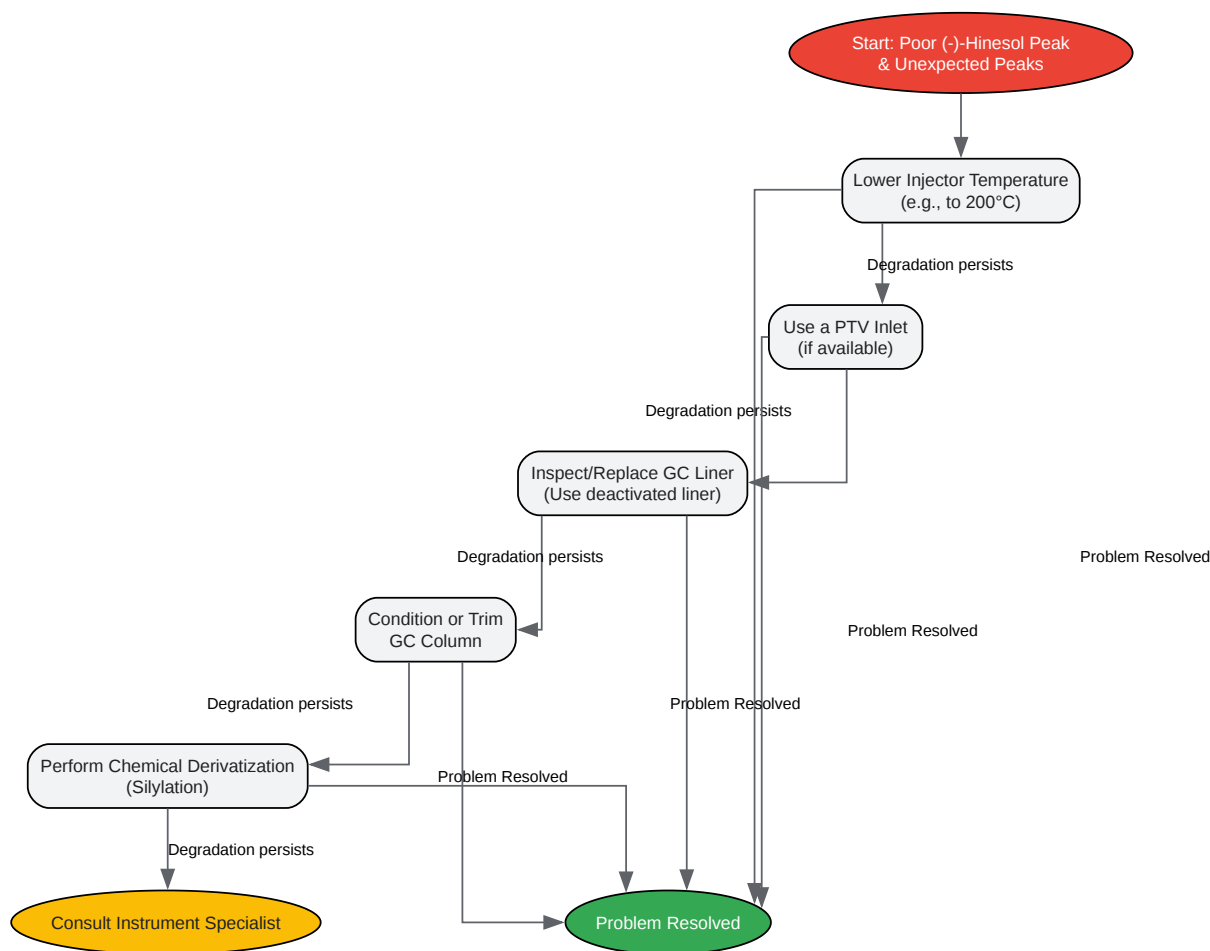 Start: Poor (-)-Hinesol Peak
& Unexpected Peaks
Lower Injector Temperature
(e.g., to 200°C)
Degradation persists
Use a PTV Inlet
(if available)
Degradation persists
Inspect/Replace GC Liner
(Use deactivated liner)
Degradation persists
Problem Resolved
Condition or Trim
GC Column
Problem Resolved
Degradation persists
Problem Resolved
Perform Chemical Derivatization
(Silylation)
Problem Resolved
Degradation persists
Consult Instrument Specialist
Problem Resolved